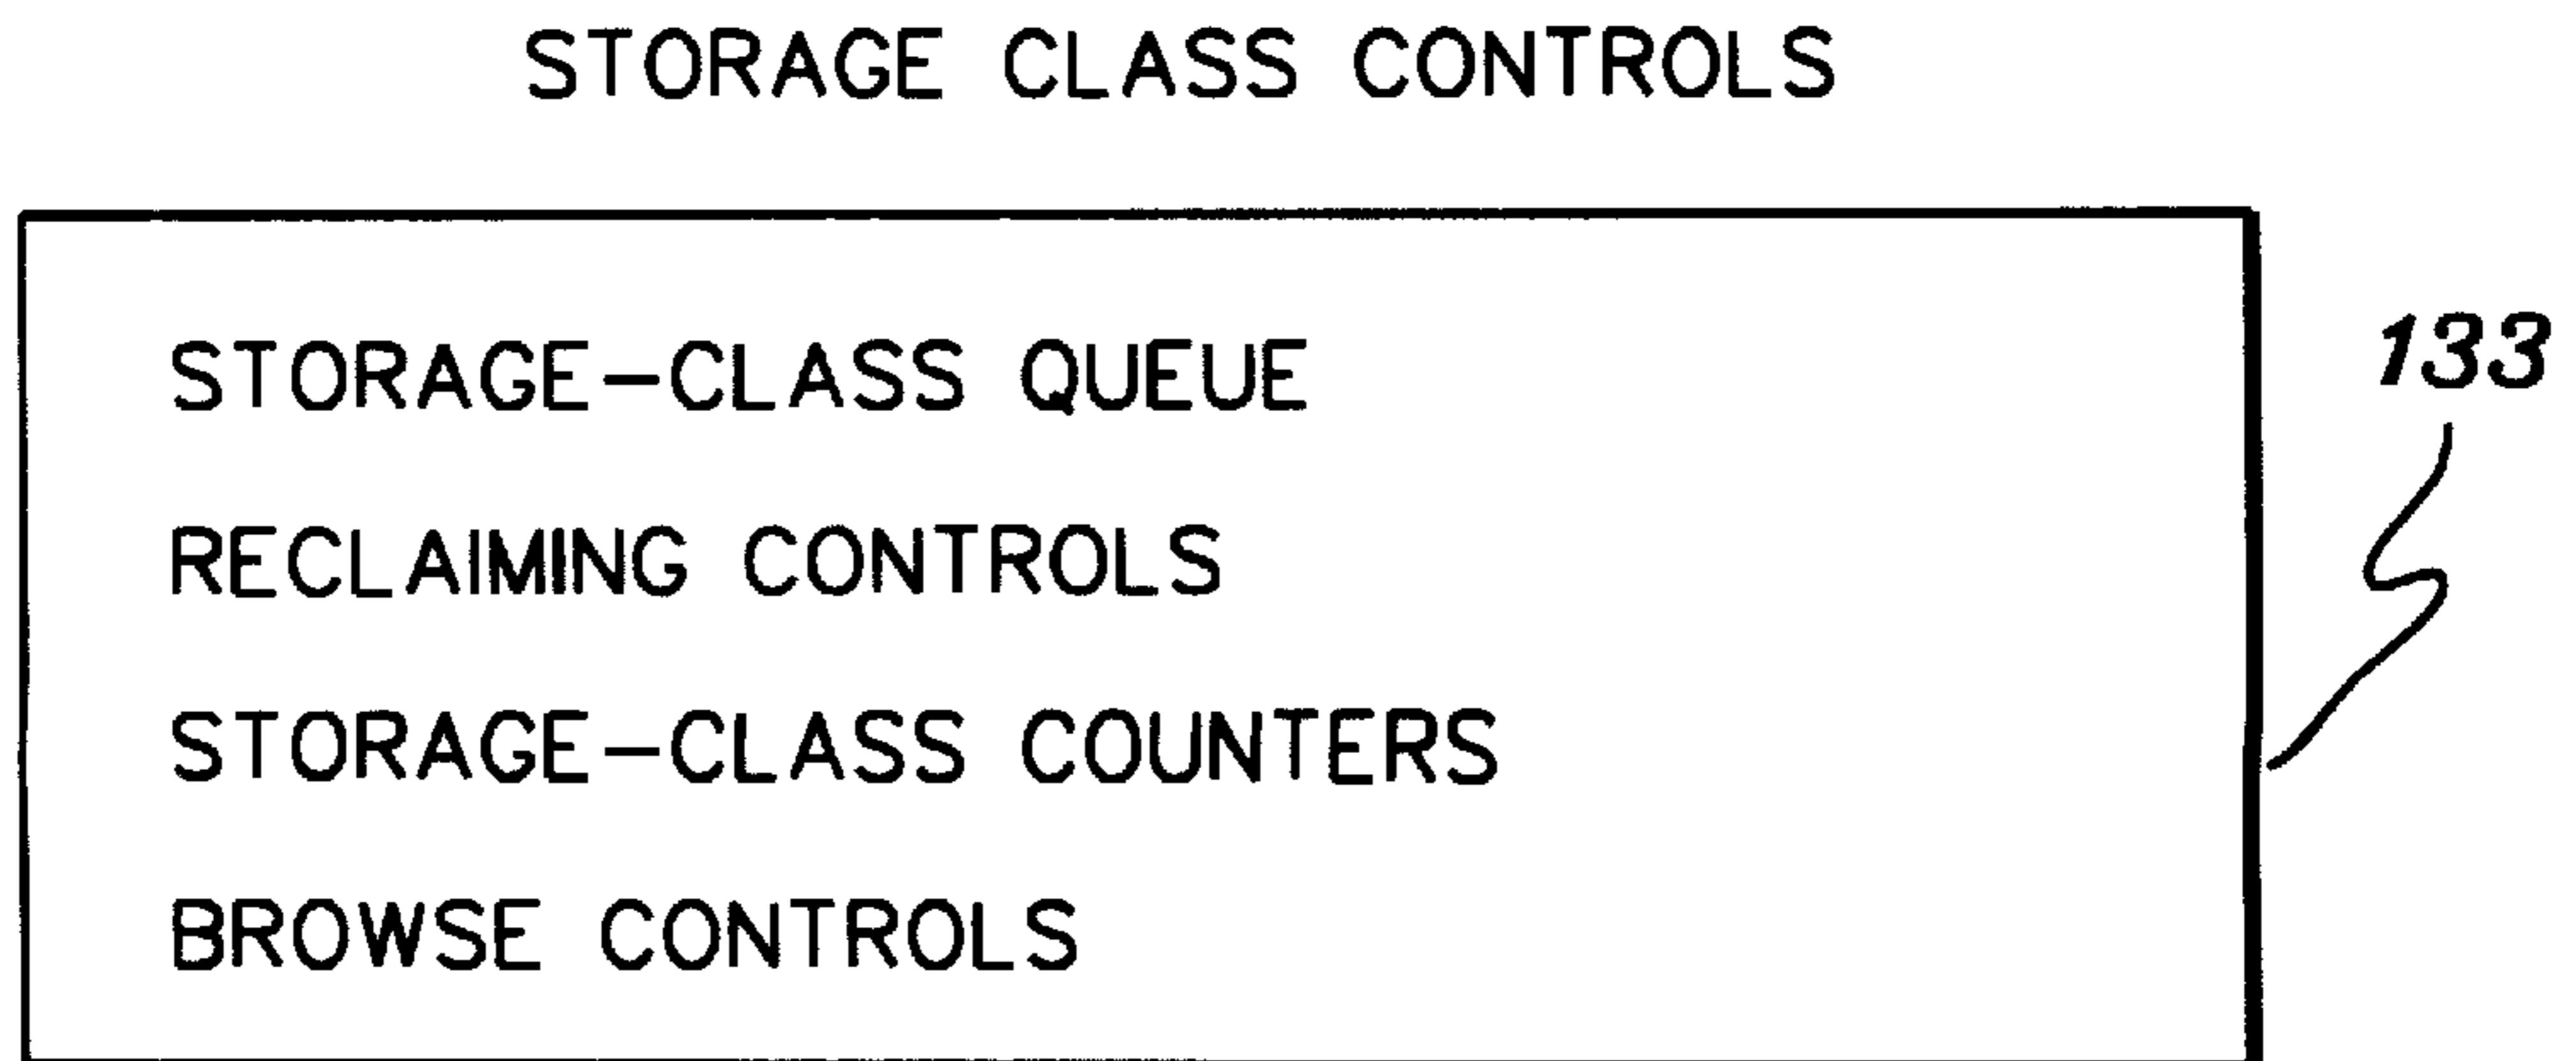 STORAGE CLASS CONTROLS
STORAGE-CLASS QUEUE
133
RECLAIMING CONTROLS
STORAGE-CLASS COUNTERS
BROWSE CONTROLS